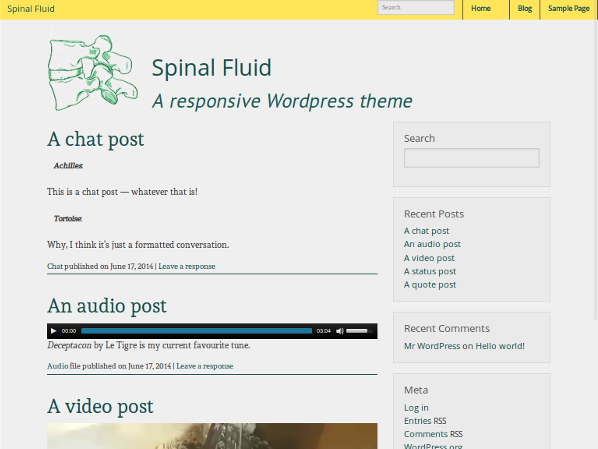 Spinal Fluid
Search
Home
Blog
Sample Page
Spinal Fluid
A responsive Wordpress theme
A chat post
Achilles:
This is a chat post — whatever that is!
Tortoise:
Why, I think it's just a formatted conversation.
Chat published on June 17, 2014 | Leave a response
An audio post
00:00
03:04
Deceptacon by Le Tigre is my current favourite tune.
Audio file published on June 17, 2014 | Leave a response
A video post
Search
Recent Posts
A chat post
An audio post
A video post
A status post
A quote post
Recent Comments
Mr WordPress on Hello world!
Meta
Log in
Entries RSS
Comments RSS
WordPress.org